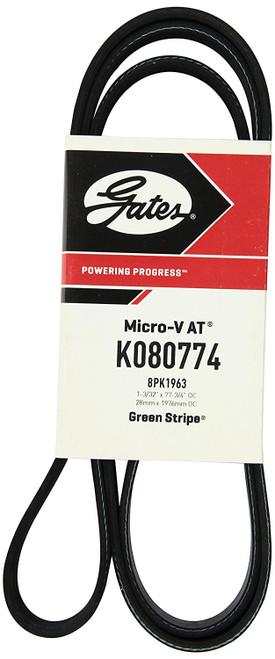 Gates®
POWERING PROGRESS™
Micro-V AT®
K080774
8PK1963
1-3/32" x 77-3/4" OC
28mm x 1976mm OC
Green Stripe®